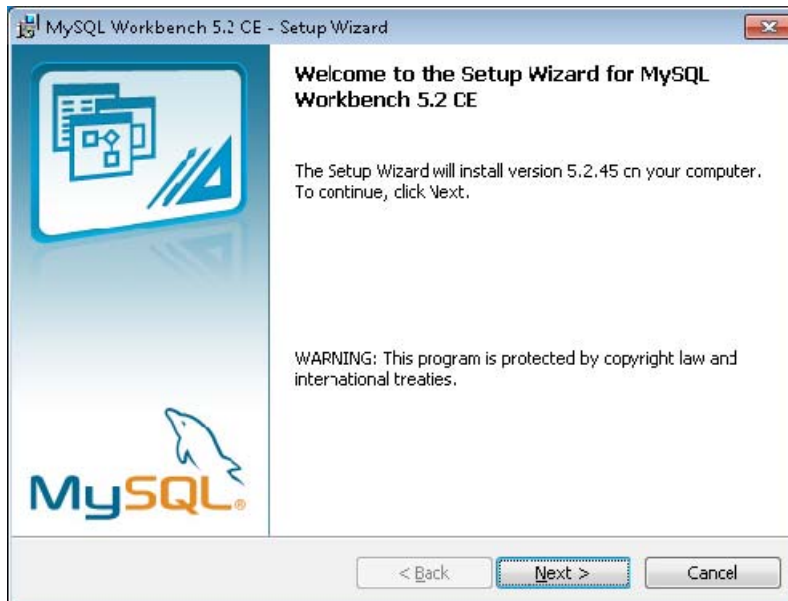 MySQL Workbench 5.2 CE - Setup Wizard
Welcome to the Setup Wizard for MySQL
Workbench 5.2 CE
The Setup Wizard will install version 5.2.45 on your computer.
To continue, click Next.
WARNING: This program is protected by copyright law and
international treaties.
MySQL®
< Back
Next >
Cancel